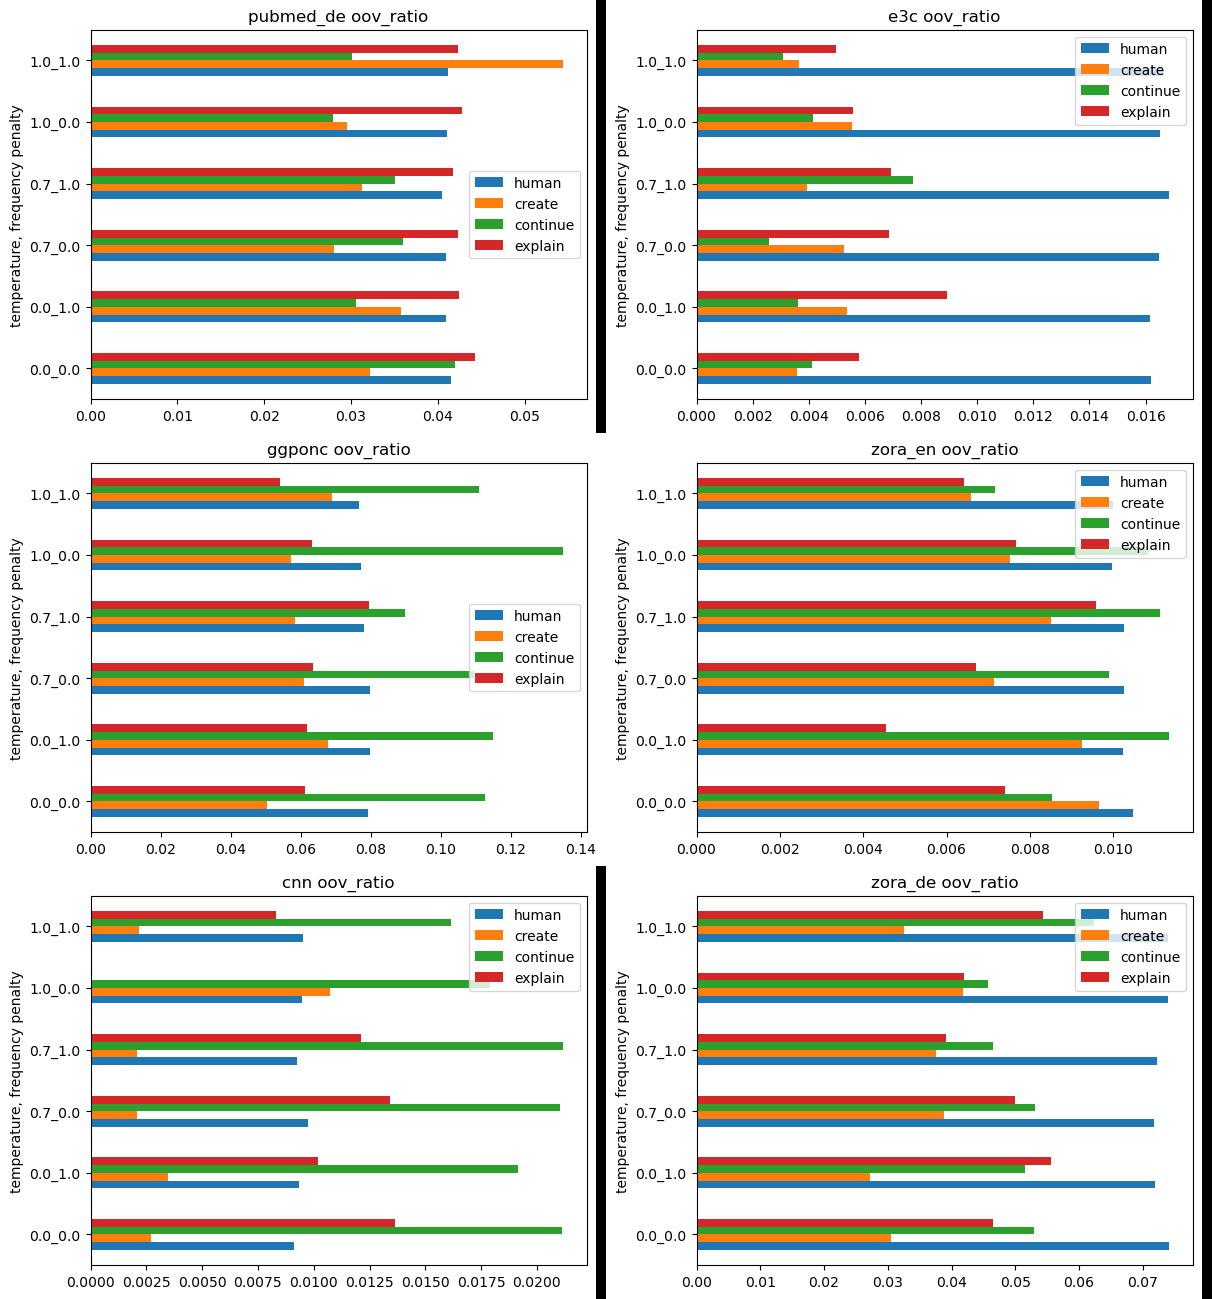 pubmed_de oov_ratio
temperature, frequency penalty
1.0_1.0
1.0_0.0
0.7_1.0
0.7_0.0
0.0_1.0
0.0_0.0
0.00 0.01 0.02 0.03 0.04 0.05
human
create
continue
explain
e3c oov_ratio
temperature, frequency penalty
1.0_1.0
1.0_0.0
0.7_1.0
0.7_0.0
0.0_1.0
0.0_0.0
0.000 0.002 0.004 0.006 0.008 0.010 0.012 0.014 0.016
human
create
continue
explain
ggponc oov_ratio
temperature, frequency penalty
1.0_1.0
1.0_0.0
0.7_1.0
0.7_0.0
0.0_1.0
0.0_0.0
0.00 0.02 0.04 0.06 0.08 0.10 0.12 0.14
human
create
continue
explain
zora_en oov_ratio
temperature, frequency penalty
1.0_1.0
1.0_0.0
0.7_1.0
0.7_0.0
0.0_1.0
0.0_0.0
0.000 0.002 0.004 0.006 0.008 0.010
human
create
continue
explain
cnn oov_ratio
temperature, frequency penalty
1.0_1.0
1.0_0.0
0.7_1.0
0.7_0.0
0.0_1.0
0.0_0.0
0.0000 0.0025 0.0050 0.0075 0.0100 0.0125 0.0150 0.0175 0.0200
human
create
continue
explain
zora_de oov_ratio
temperature, frequency penalty
1.0_1.0
1.0_0.0
0.7_1.0
0.7_0.0
0.0_1.0
0.0_0.0
0.00 0.01 0.02 0.03 0.04 0.05 0.06 0.07
human
create
continue
explain